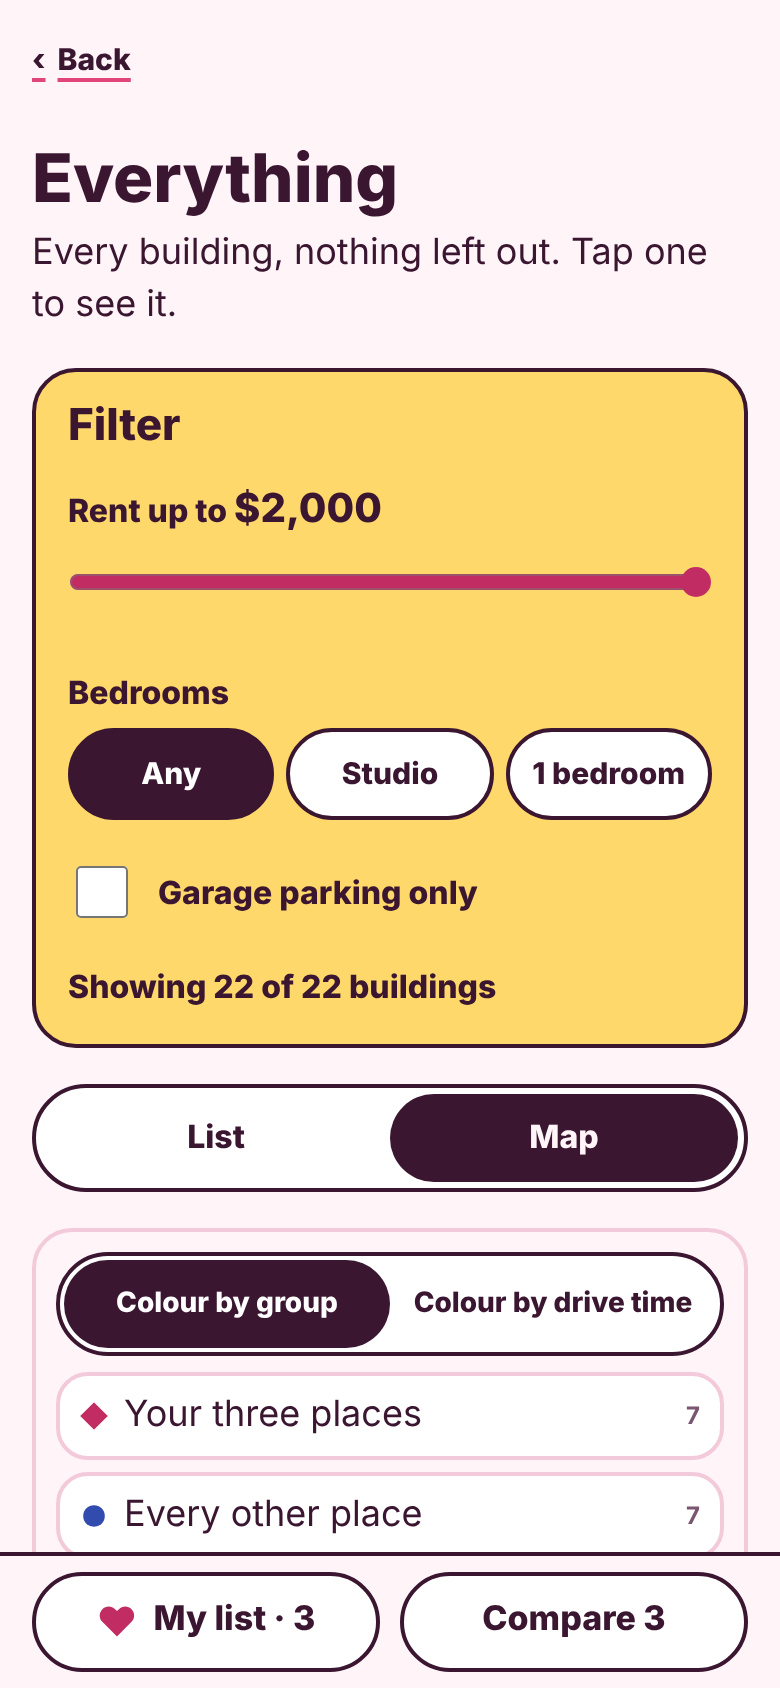 ‹ Back
Everything
Every building, nothing left out. Tap one
to see it.
Filter
Rent up to $2,000
Bedrooms
Any
Studio
1 bedroom
Garage parking only
Showing 22 of 22 buildings
List
Map
Colour by group
Colour by drive time
Your three places 7
Every other place 7
My list · 3
Compare 3